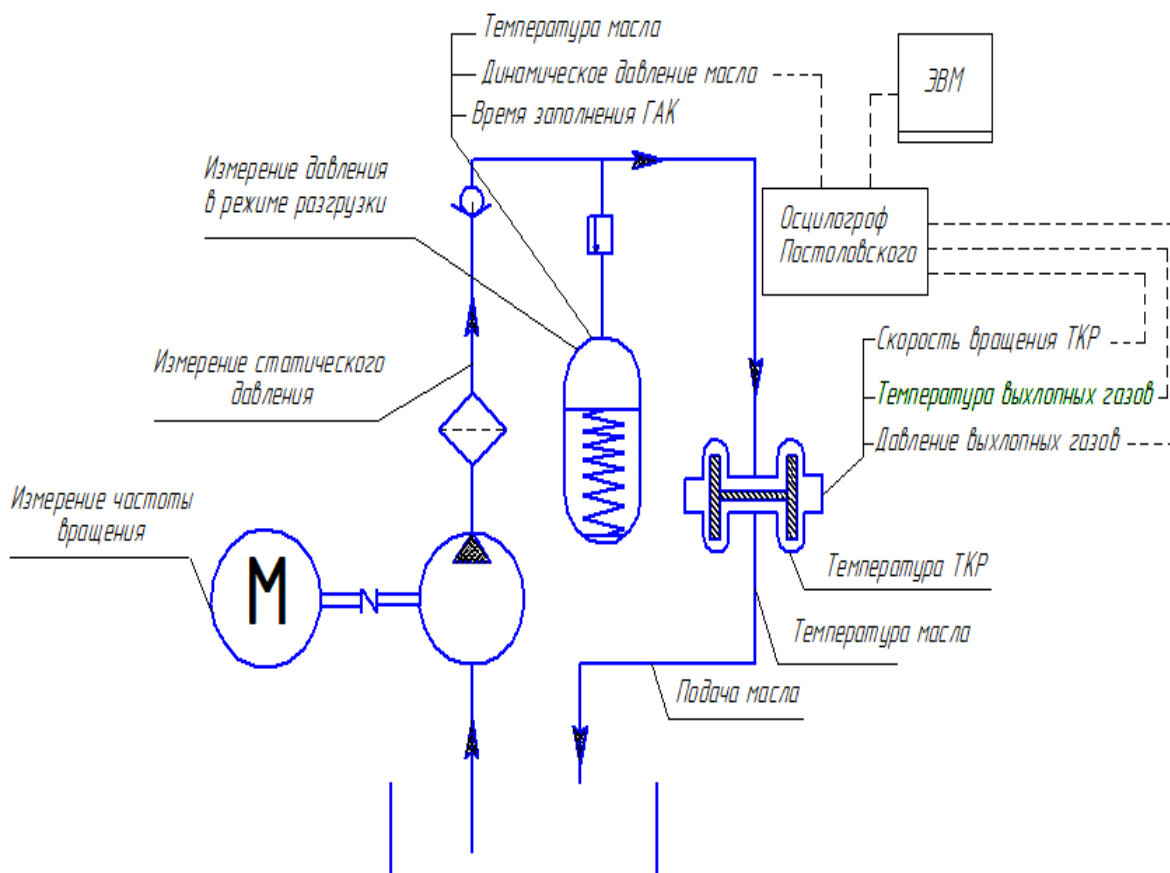 Температура масла
Динамическое давление масла
Время заполнения ГАК
ЭВМ
Измерение давления
в режиме разгрузки
Осцилограф
Постоловского
Скорость вращения ТКР
Измерение статического
давления
Температура выхлопных газов
Давление выхлопных газов
Измерение частоты
вращения
М
Температура ТКР
Температура масла
Подача масла